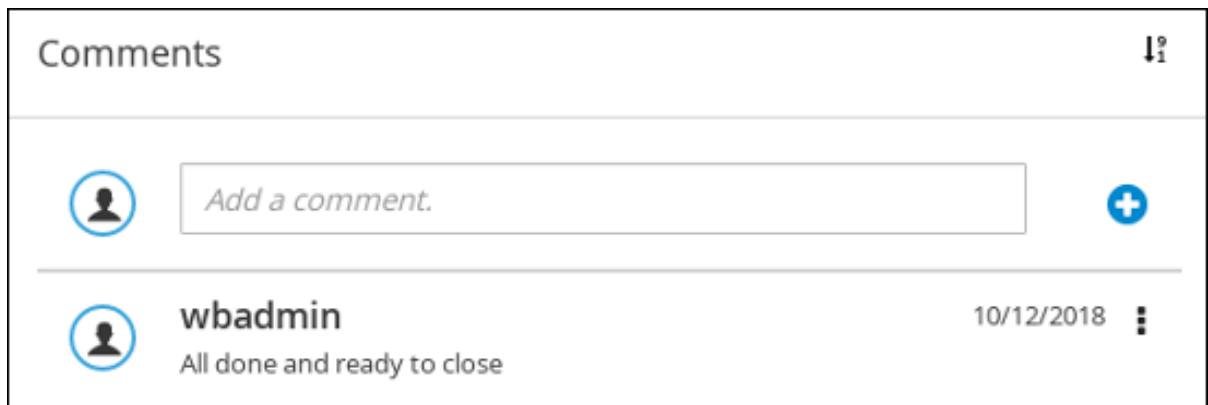 Comments
Add a comment.
wbadmin
10/12/2018
All done and ready to close